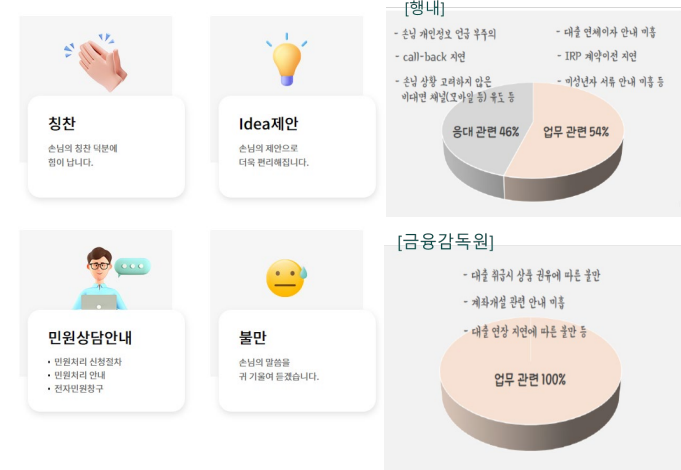 칭찬
손님의 칭찬 덕분에
힘이 납니다.
Idea제안
손님의 제안으로
더욱 편리해집니다.
민원상담안내
• 민원처리 신청절차
• 민원처리 안내
• 전자민원창구
불만
손님의 말씀을
귀 기울여 듣겠습니다.
[행내]
- 손님 개인정보 언급 부주의
- call-back 지연
- 손님 상황 고려하지 않은
비대면 채널(모바일 등) 유도 등
- 대출 연체이자 안내 미흡
- IRP 계약이전 지연
- 미성년자 서류 안내 미흡 등
응대 관련 46%
업무 관련 54%
[금융감독원]
- 대출 취급시 상품 권유에 따른 불만
- 계좌개설 관련 안내 미흡
- 대출 연장 지연에 따른 불만 등
업무 관련 100%